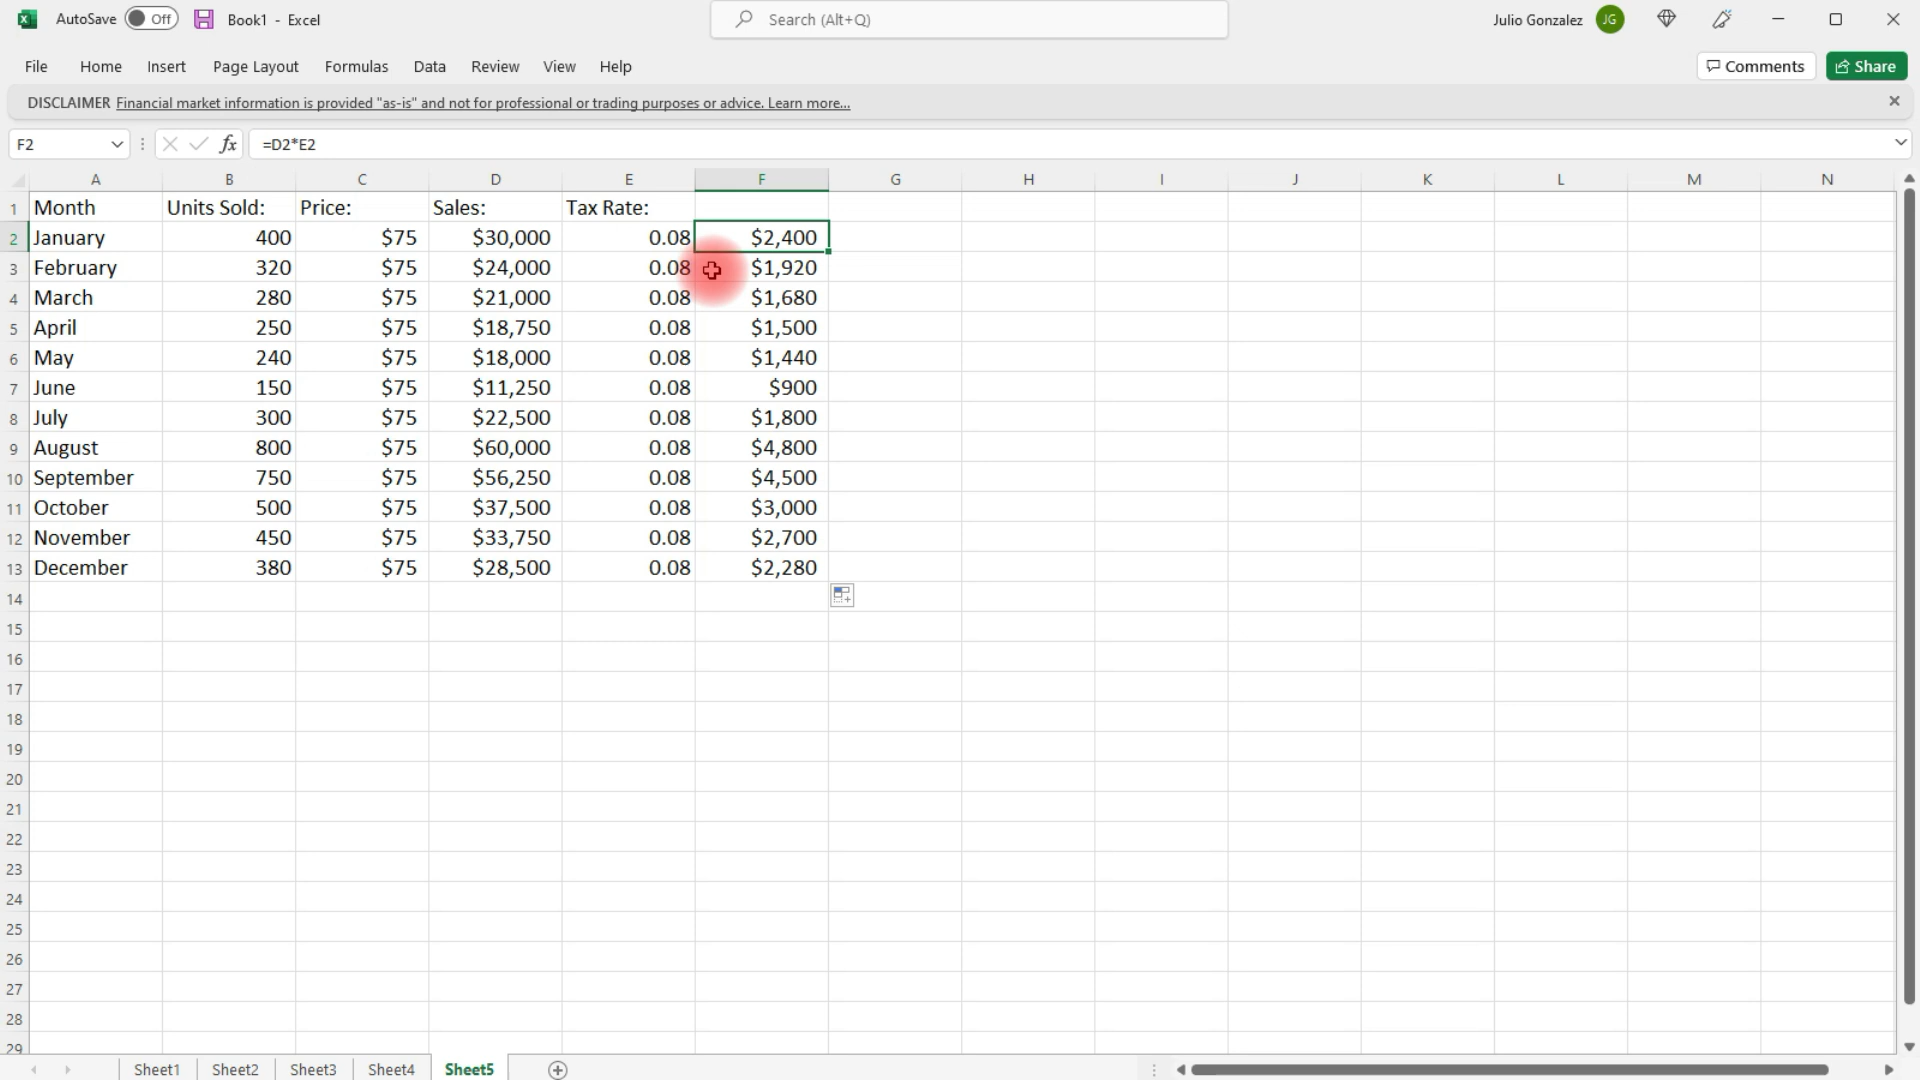 AutoSave Off Book1 - Excel Search (Alt+Q) Julio Gonzalez JG
File Home Insert Page Layout Formulas Data Review View Help Comments Share
DISCLAIMER Financial market information is provided "as-is" and not for professional or trading purposes or advice. Learn more...
F2 fx =D2*E2
A B C D E F G H I J K L M N
1 Month Units Sold: Price: Sales: Tax Rate:
2 January 400 $75 $30,000 0.08 $2,400
3 February 320 $75 $24,000 0.08 $1,920
4 March 280 $75 $21,000 0.08 $1,680
5 April 250 $75 $18,750 0.08 $1,500
6 May 240 $75 $18,000 0.08 $1,440
7 June 150 $75 $11,250 0.08 $900
8 July 300 $75 $22,500 0.08 $1,800
9 August 800 $75 $60,000 0.08 $4,800
10 September 750 $75 $56,250 0.08 $4,500
11 October 500 $75 $37,500 0.08 $3,000
12 November 450 $75 $33,750 0.08 $2,700
13 December 380 $75 $28,500 0.08 $2,280
14
15
16
17
18
19
20
21
22
23
24
25
26
27
28
29
Sheet1 Sheet2 Sheet3 Sheet4 Sheet5